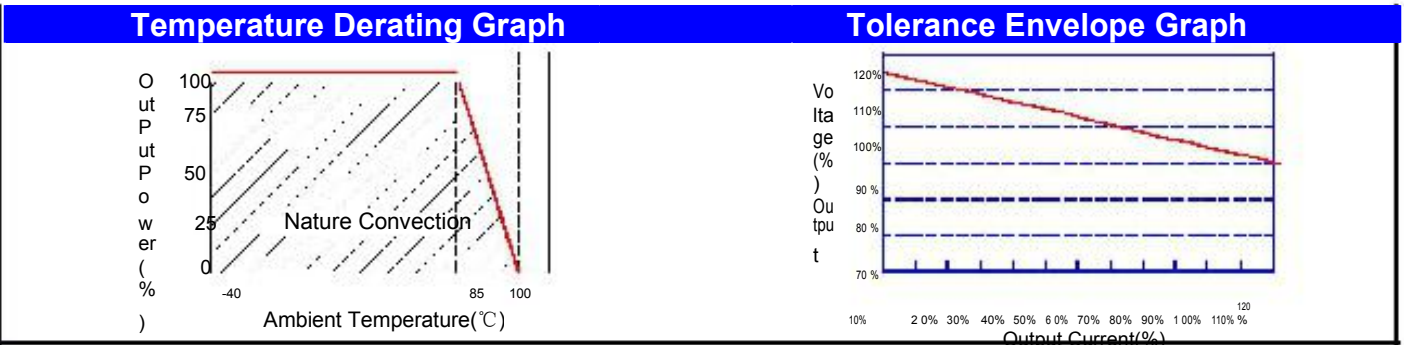 Temperature Derating Graph
Tolerance Envelope Graph
O
ut
P
ut
P
o
w
er
(
%
)
100
75
50
25
0
Nature Convection
-40 85 100
Ambient Temperature(℃)
Vo
lta
ge
(%
)
Ou
tpu
t
120%
110%
100%
90 %
80 %
70 %
120
10% 2 0% 30% 40% 50% 6 0% 70% 80% 90% 1 00% 110% %
Output Current(%)